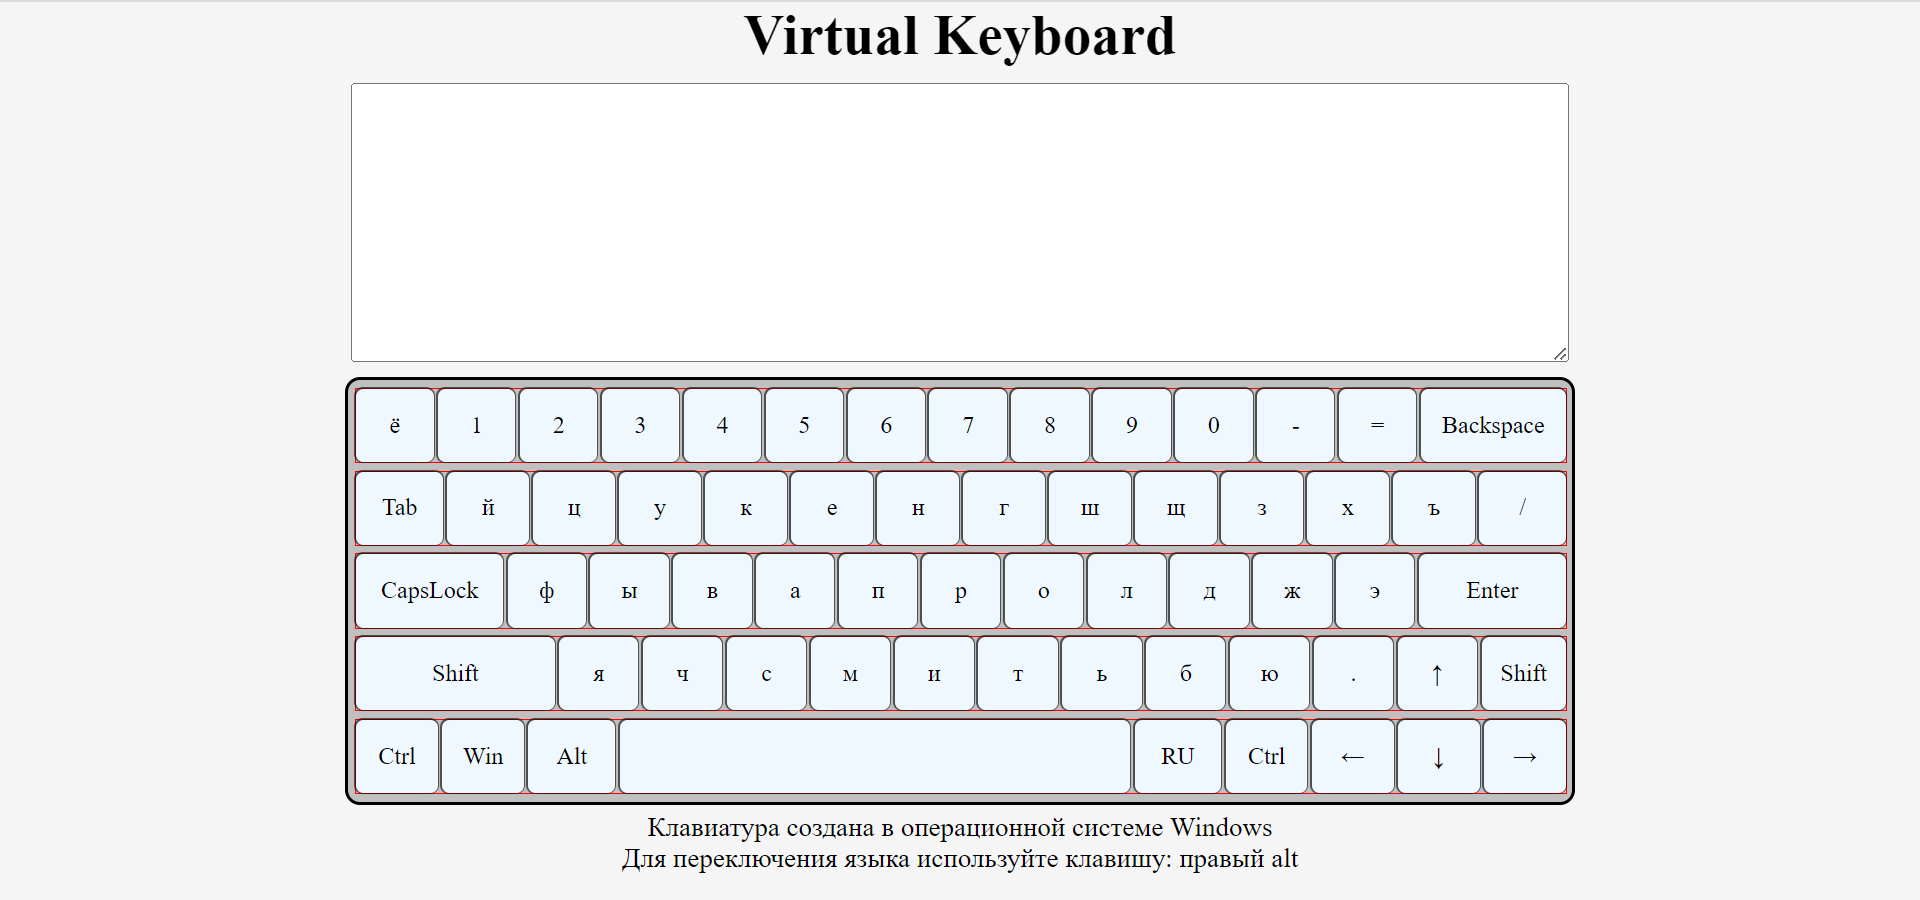 Virtual Keyboard
ё 1 2 3 4 5 6 7 8 9 0 - = Backspace
Tab й ц у к е н г ш щ з х ъ /
CapsLock ф ы в а п р о л д ж э Enter
Shift я ч с м и т ь б ю . ↑ Shift
Ctrl Win Alt RU Ctrl ← ↓ →
Клавиатура создана в операционной системе Windows
Для переключения языка используйте клавишу: правый alt